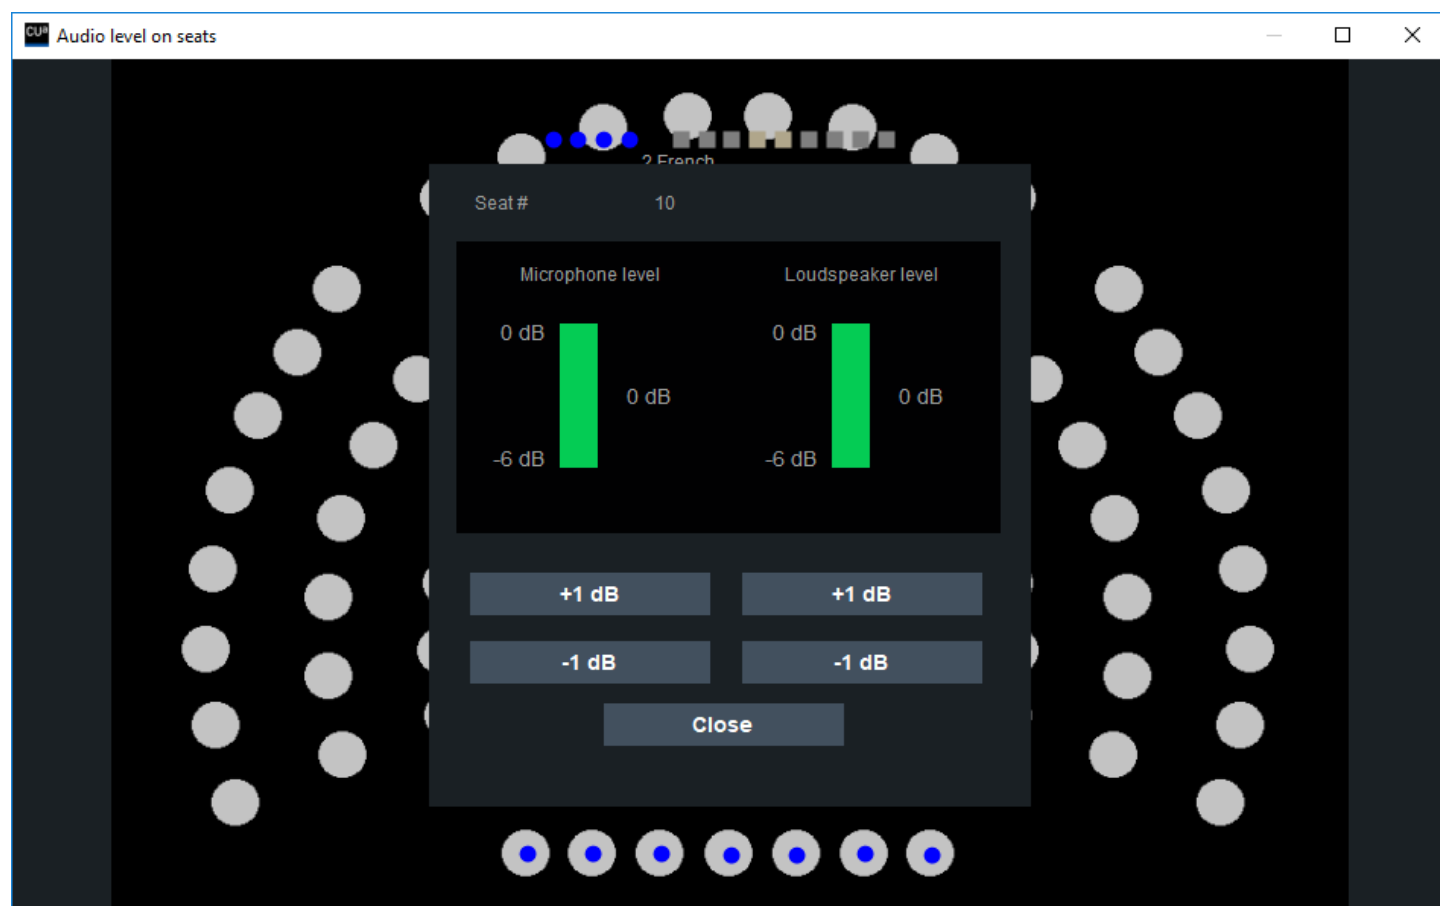 CUa Audio level on seats
2 French
Seat # 10
Microphone level Loudspeaker level
0 dB 0 dB
0 dB 0 dB
-6 dB -6 dB
+1 dB +1 dB
-1 dB -1 dB
Close